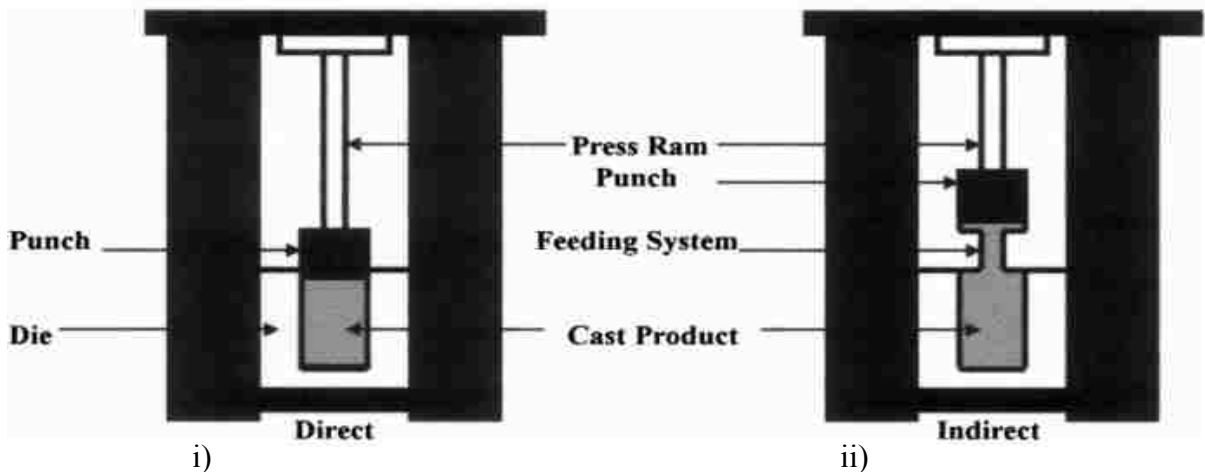 Press Ram
Punch
Punch
Feeding System
Die
Cast Product
Direct
Indirect
i)
ii)